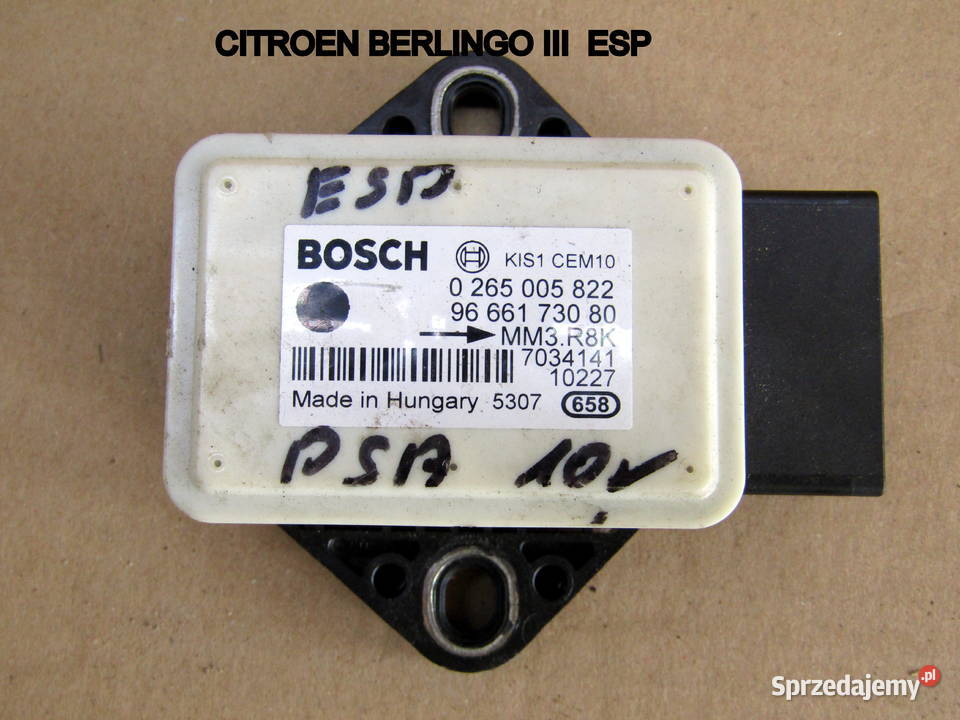 CITROEN BERLINGO III ESP
ESP
BOSCH KIS1 CEM10
0 265 005 822
96 661 730 80
MM3.R8K
7034141
10227
Made in Hungary 5307 658
PSA 10r
Sprzedajemy.pl